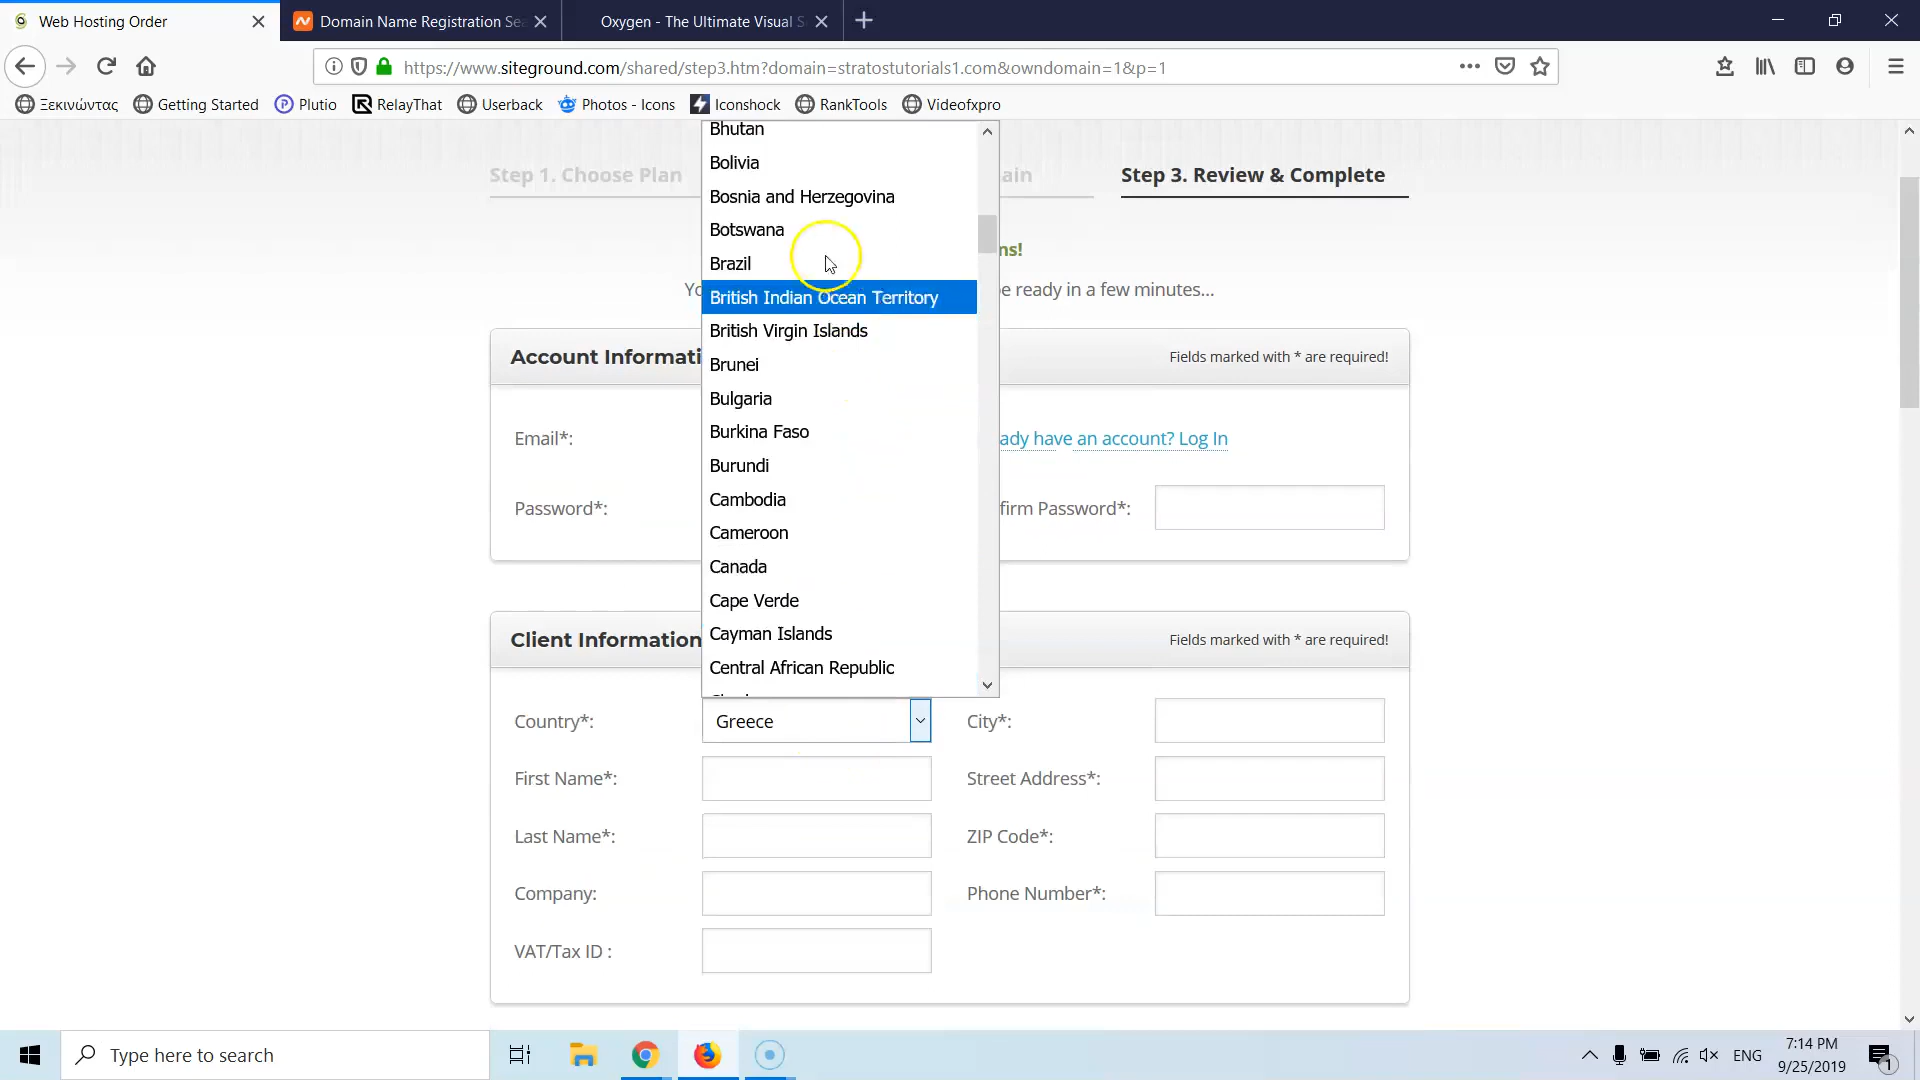 Web Hosting Order
Domain Name Registration Sea
Oxygen - The Ultimate Visual S
https://www.siteground.com/shared/step3.htm?domain=stratostutorials1.com&owndomain=1&p=1
Ξεκινώντας
Getting Started
Plutio
RelayThat
Userback
Photos - Icons
Iconshock
RankTools
Videofxpro
Step 1. Choose Plan
ain
Step 3. Review & Complete
ns!
Yo
e ready in a few minutes...
Bhutan
Bolivia
Bosnia and Herzegovina
Botswana
Brazil
British Indian Ocean Territory
British Virgin Islands
Brunei
Bulgaria
Burkina Faso
Burundi
Cambodia
Cameroon
Canada
Cape Verde
Cayman Islands
Central African Republic
Account Informati
Fields marked with * are required!
Email*:
ady have an account? Log In
Password*:
firm Password*:
Client Information
Fields marked with * are required!
Country*:
Greece
City*:
First Name*:
Street Address*:
Last Name*:
ZIP Code*:
Company:
Phone Number*:
VAT/Tax ID :
Type here to search
ENG
7:14 PM
9/25/2019
1